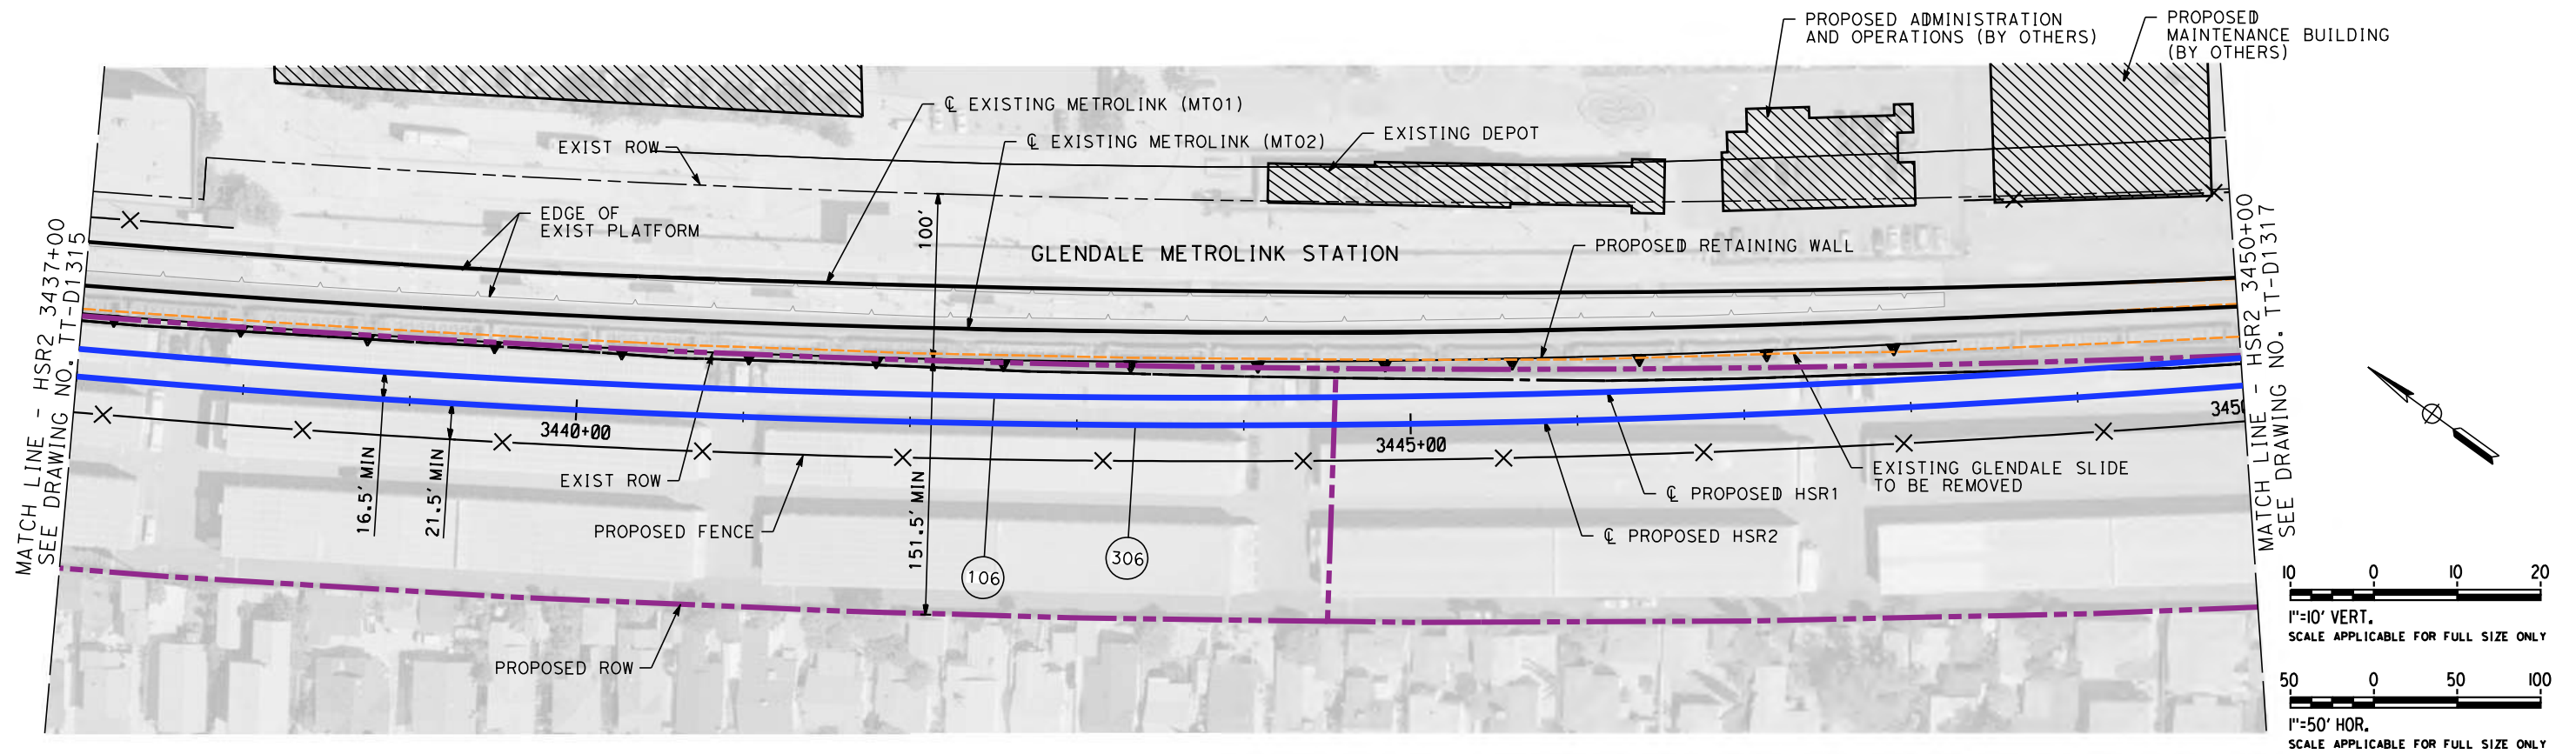 PROPOSED ADMINISTRATION
AND OPERATIONS (BY OTHERS)
PROPOSED
MAINTENANCE BUILDING
(BY OTHERS)
℄ EXISTING METROLINK (MT01)
℄ EXISTING METROLINK (MT02)
EXISTING DEPOT
EXIST ROW
EDGE OF
EXIST PLATFORM
100'
GLENDALE METROLINK STATION
PROPOSED RETAINING WALL
MATCH LINE - HSR2 3437+00
SEE DRAWING NO. TT-D1315
MATCH LINE - HSR2 3450+00
SEE DRAWING NO. TT-D1317
3440+00
3445+00
345
16.5' MIN
21.5' MIN
EXIST ROW
PROPOSED FENCE
151.5' MIN
106
306
EXISTING GLENDALE SLIDE
TO BE REMOVED
℄ PROPOSED HSR1
℄ PROPOSED HSR2
PROPOSED ROW
10 0 10 20
1"=10' VERT.
SCALE APPLICABLE FOR FULL SIZE ONLY
50 0 50 100
1"=50' HOR.
SCALE APPLICABLE FOR FULL SIZE ONLY